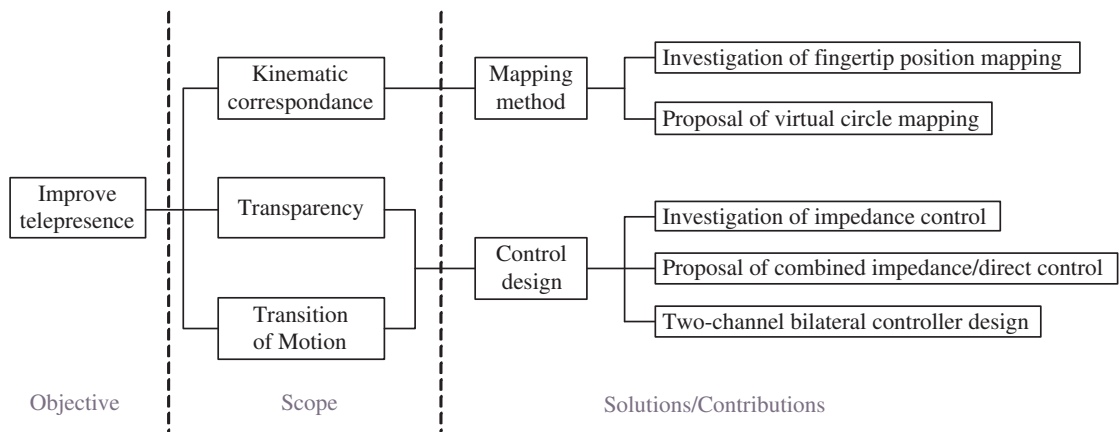 Improve
telepresence
Kinematic
correspondance
Transparency
Transition
of Motion
Mapping
method
Control
design
Investigation of fingertip position mapping
Proposal of virtual circle mapping
Investigation of impedance control
Proposal of combined impedance/direct control
Two-channel bilateral controller design
Objective
Scope
Solutions/Contributions